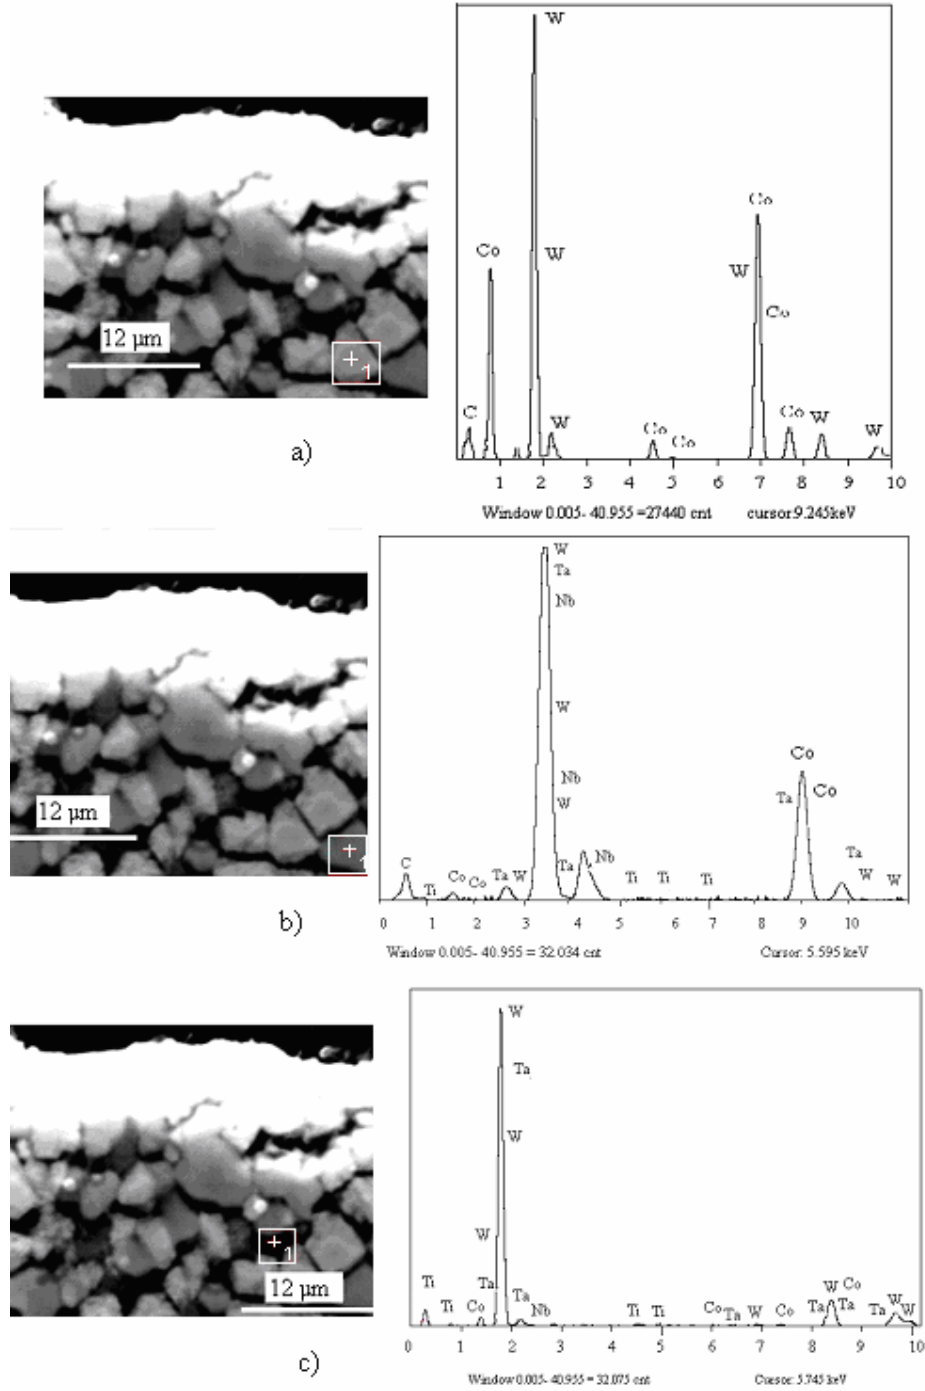 W
Co
Co
W
W
W
Co
12 μm
1
C
W
Co
Co
Co
W
W
a)
1 2 3 4 5 6 7 8 9 10
Window 0.005- 40.955 =27440 cnt cursor:9.245keV
W
Ta
Nb
W
Co
Nb
Ta
Co
12 μm
W
1
C
Ti
Co
Co
Ta
W
Ta
Nb
Ti
Ti
Ti
Ta
W
W
b)
0 1 2 3 4 5 6 7 8 9 10
Window 0.005- 40.955 = 32.034 cnt Cursor: 5.595 keV
W
Ta
W
W
1
12 μm
Ti
Ti
Co
Ta
Ta
Nb
Ti
Ti
Co
Ta
W
Co
Ta
W
Co
Ta
Ta
W
W
c)
0 1 2 3 4 5 6 7 8 9 10
Window 0.005- 40.955 = 32.075 cnt Cursor: 5.745 keV